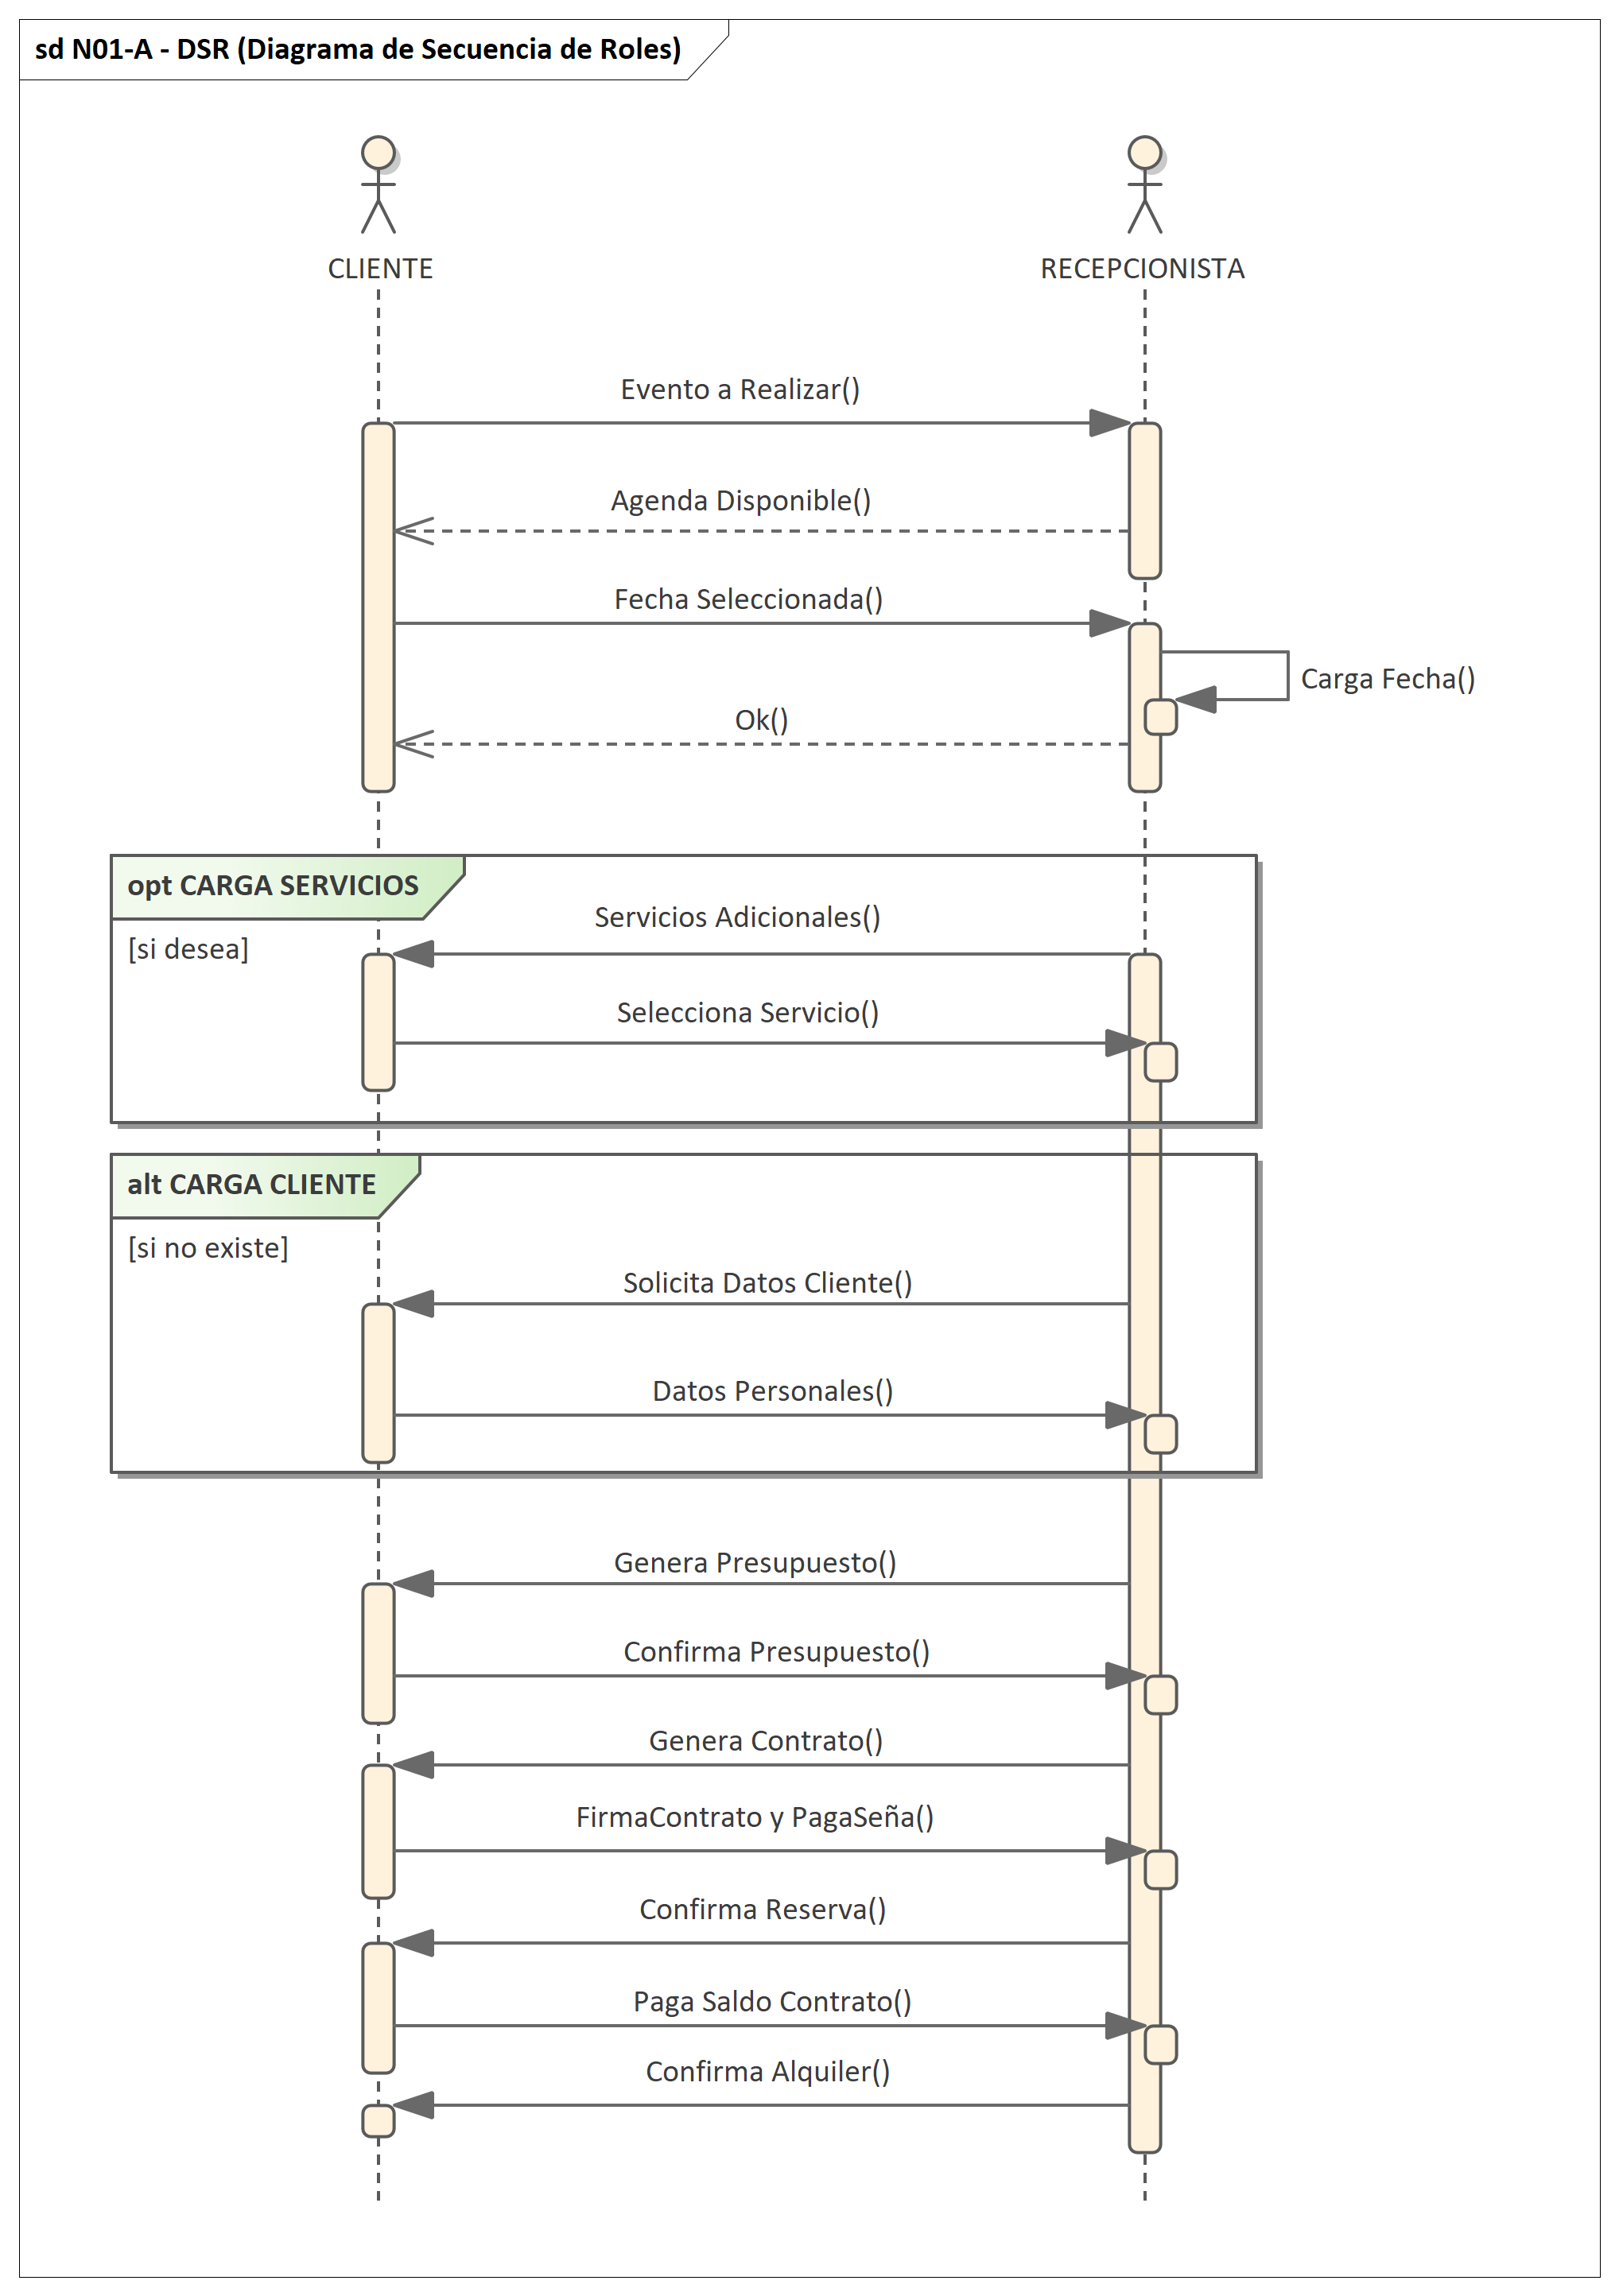 sd N01-A - DSR (Diagrama de Secuencia de Roles)
CLIENTE
RECEPCIONISTA
Evento a Realizar()
Agenda Disponible()
Fecha Seleccionada()
Carga Fecha()
Ok()
opt CARGA SERVICIOS
Servicios Adicionales()
[si desea]
Selecciona Servicio()
alt CARGA CLIENTE
[si no existe]
Solicita Datos Cliente()
Datos Personales()
Genera Presupuesto()
Confirma Presupuesto()
Genera Contrato()
FirmaContrato y PagaSeña()
Confirma Reserva()
Paga Saldo Contrato()
Confirma Alquiler()